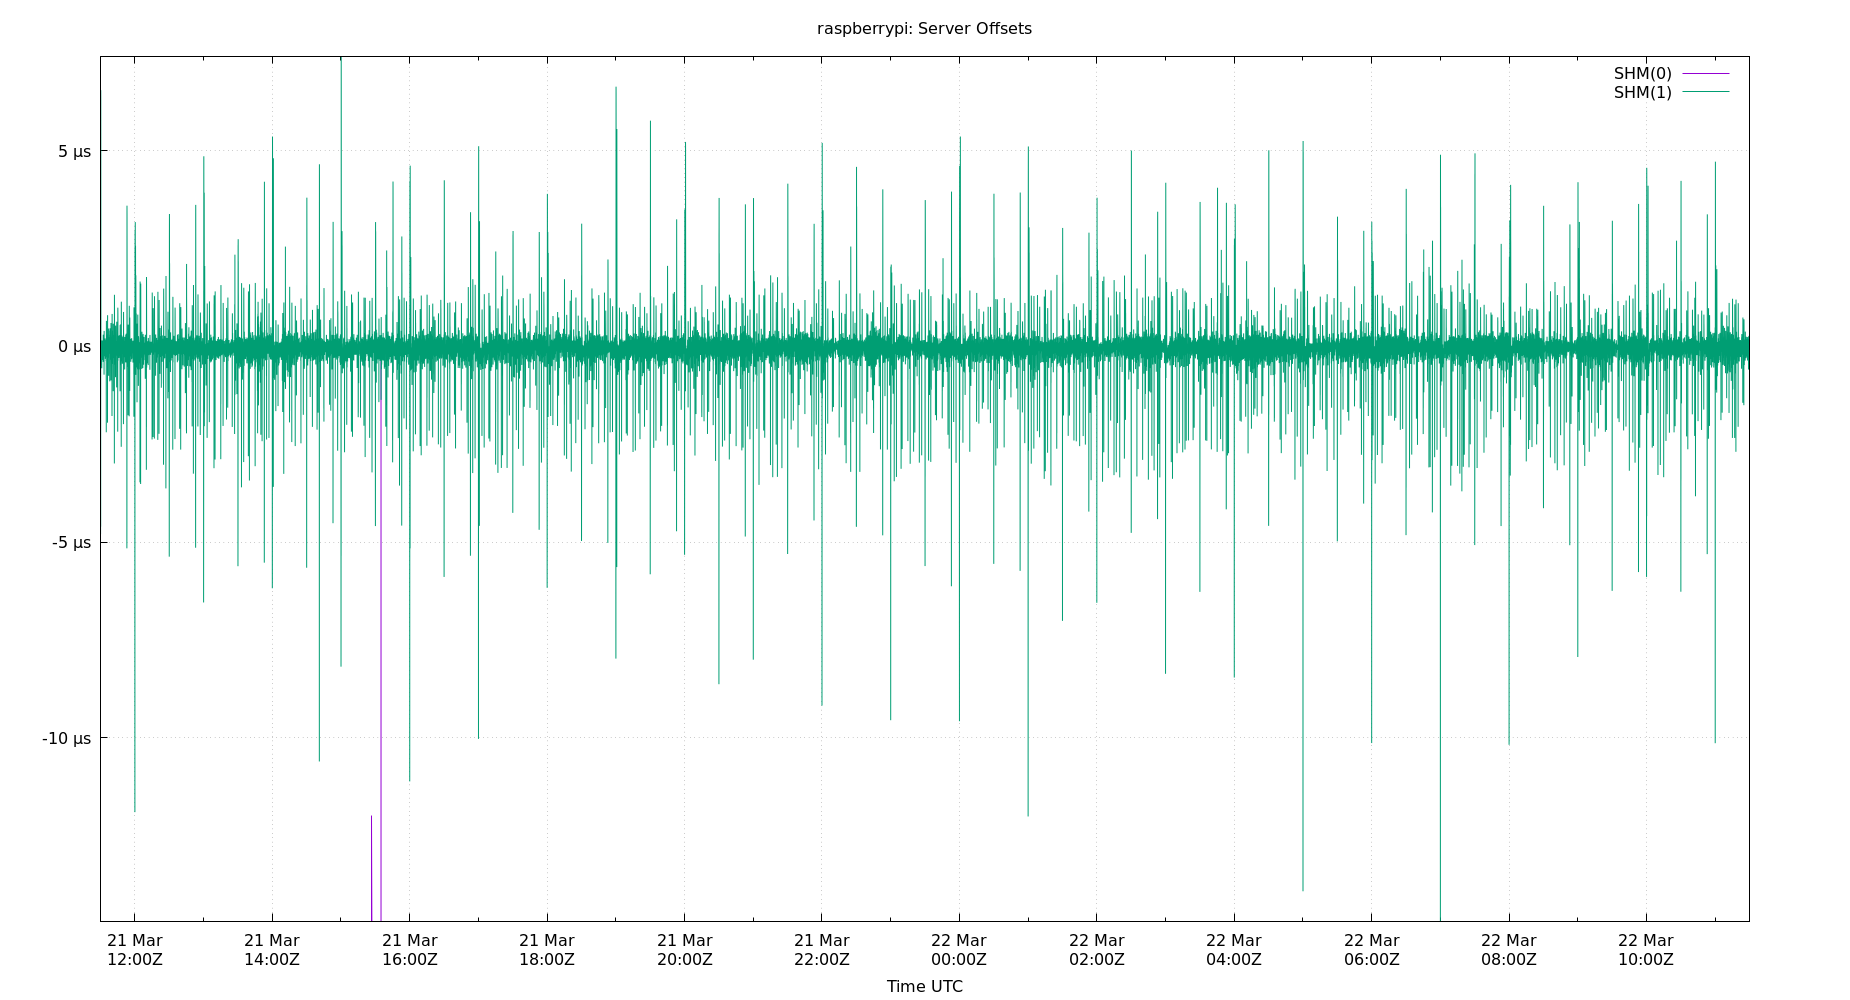 raspberrypi: Server Offsets
SHM(0)
SHM(1)
5 µs
0 µs
-5 µs
-10 µs
21 Mar 21 Mar 21 Mar 21 Mar 21 Mar 21 Mar 22 Mar 22 Mar 22 Mar 22 Mar 22 Mar 22 Mar
12:00Z 14:00Z 16:00Z 18:00Z 20:00Z 22:00Z 00:00Z 02:00Z 04:00Z 06:00Z 08:00Z 10:00Z
Time UTC